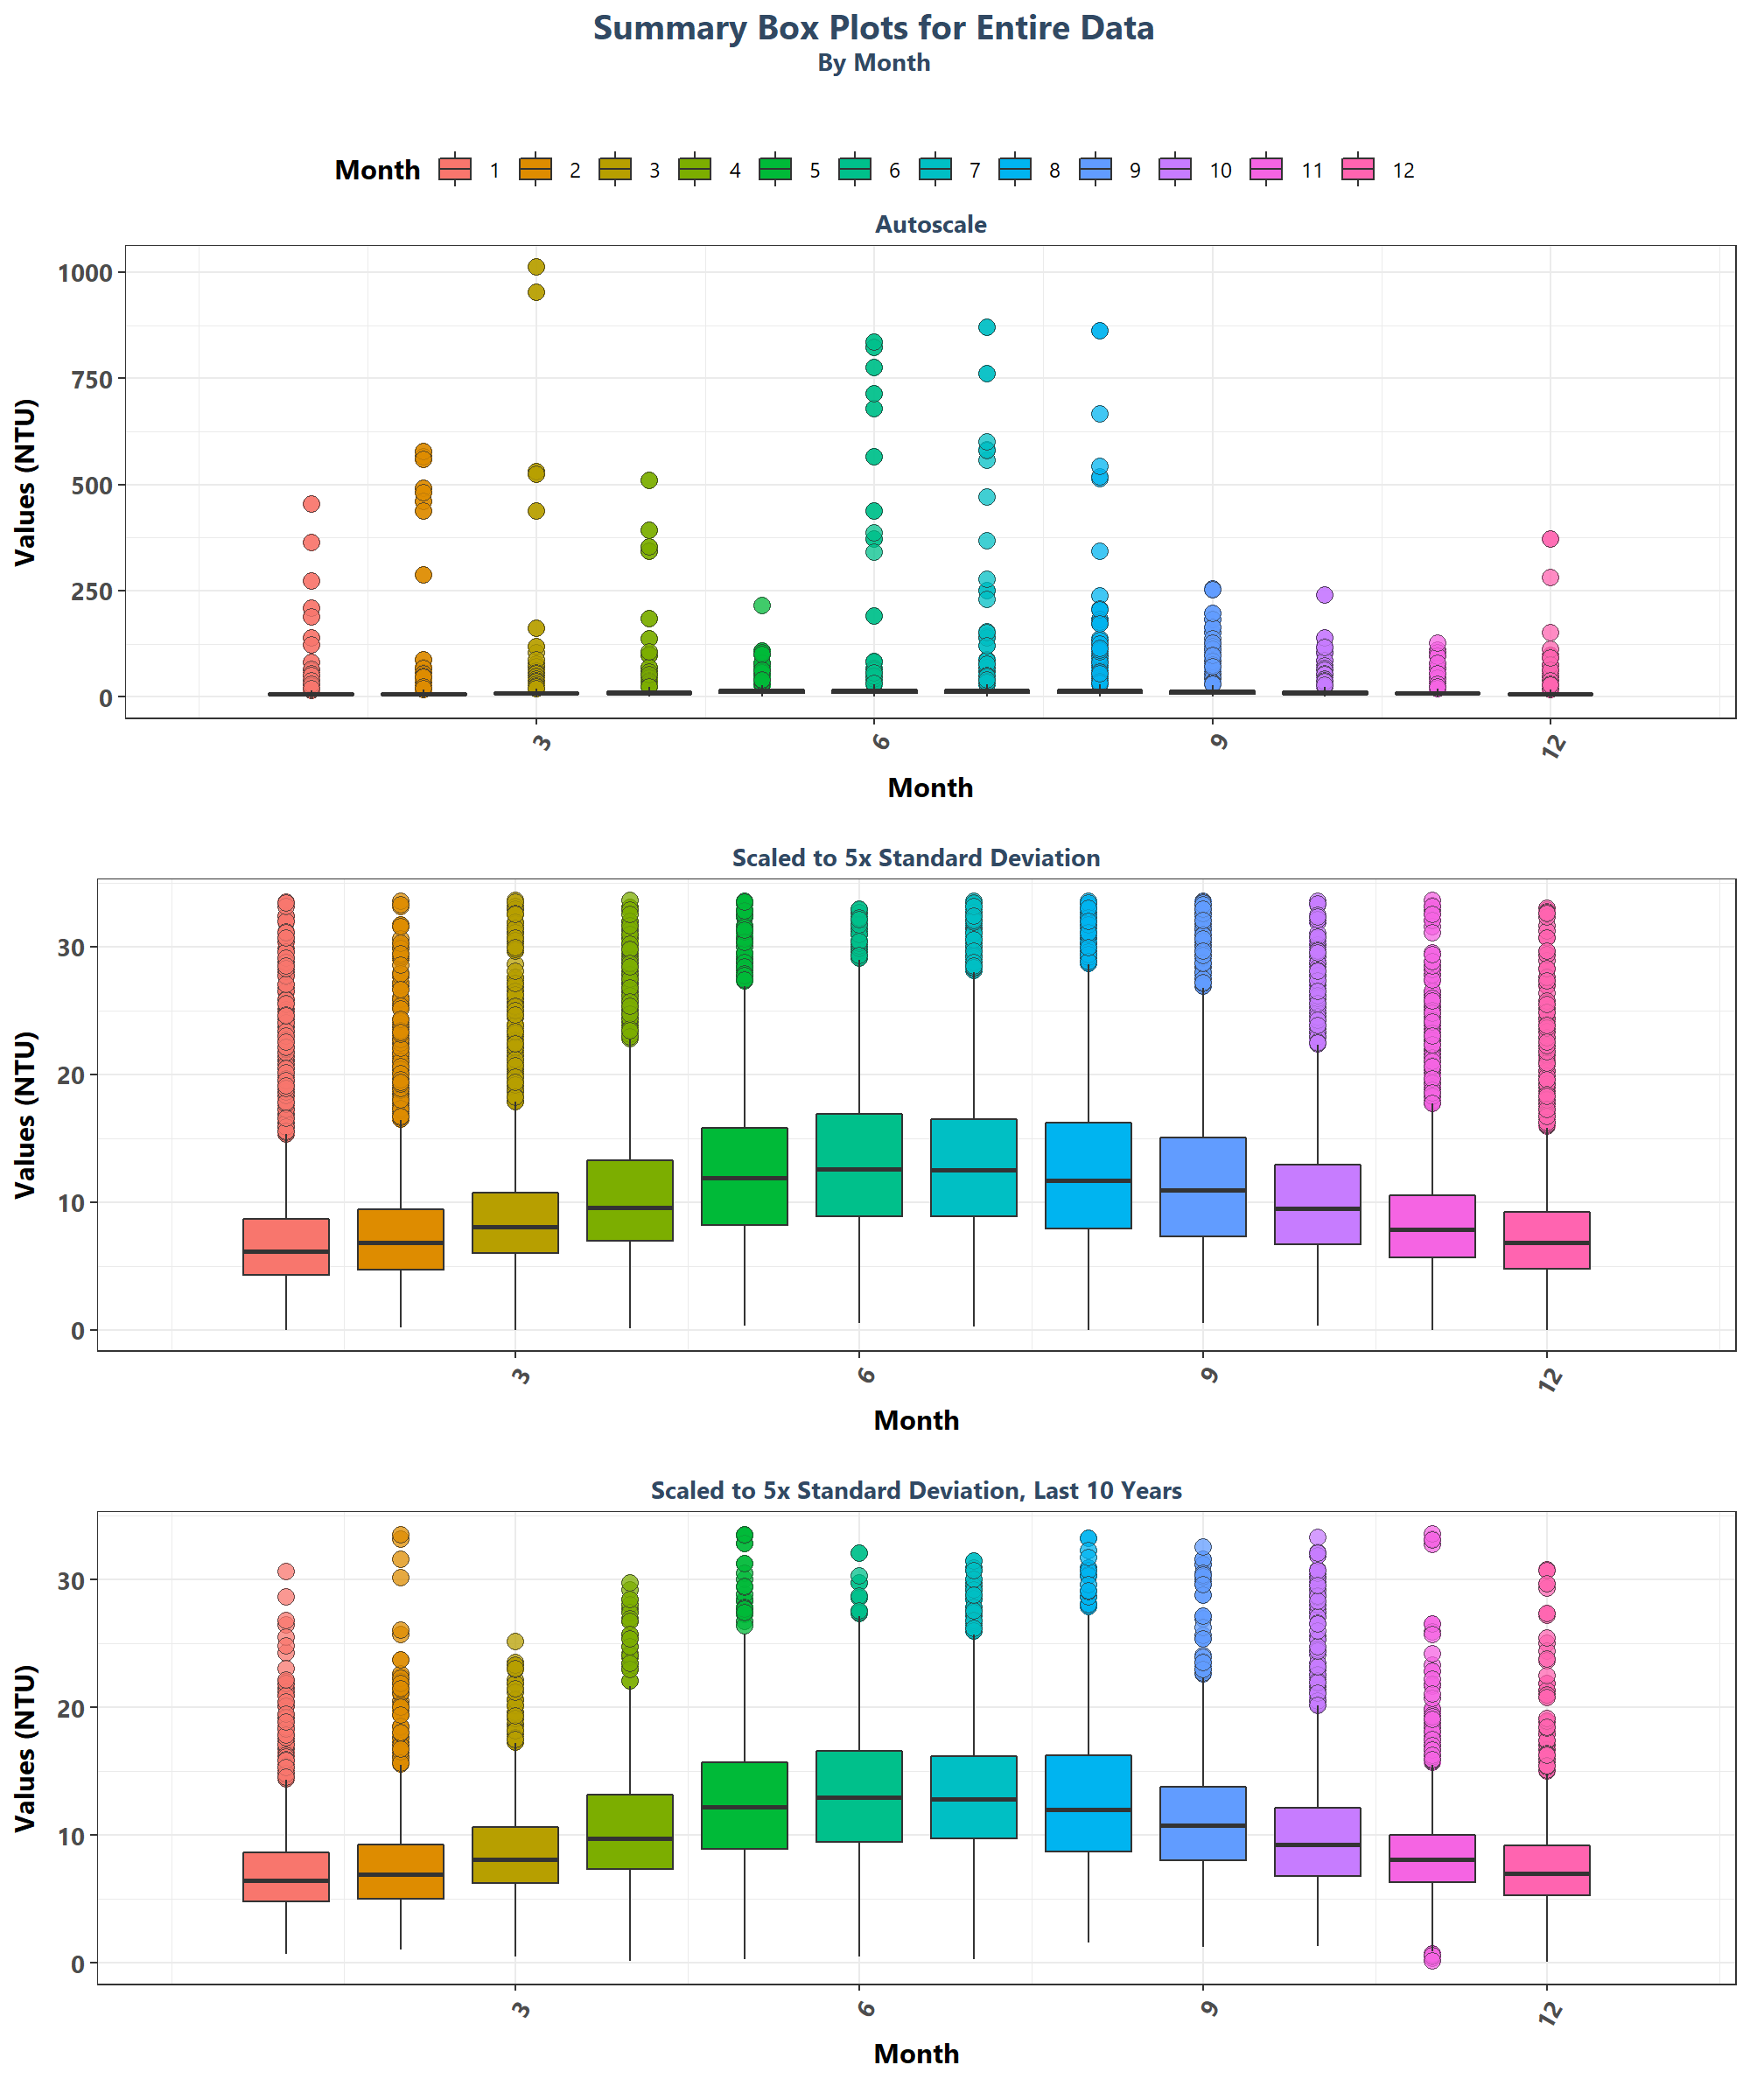 Summary Box Plots for Entire Data
By Month
Month 1 2 3 4 5 6 7 8 9 10 11 12
Autoscale
Values (NTU)
1000
750
500
250
0
3 6 9 12
Month
Scaled to 5x Standard Deviation
Values (NTU)
30
20
10
0
3 6 9 12
Month
Scaled to 5x Standard Deviation, Last 10 Years
Values (NTU)
30
20
10
0
3 6 9 12
Month